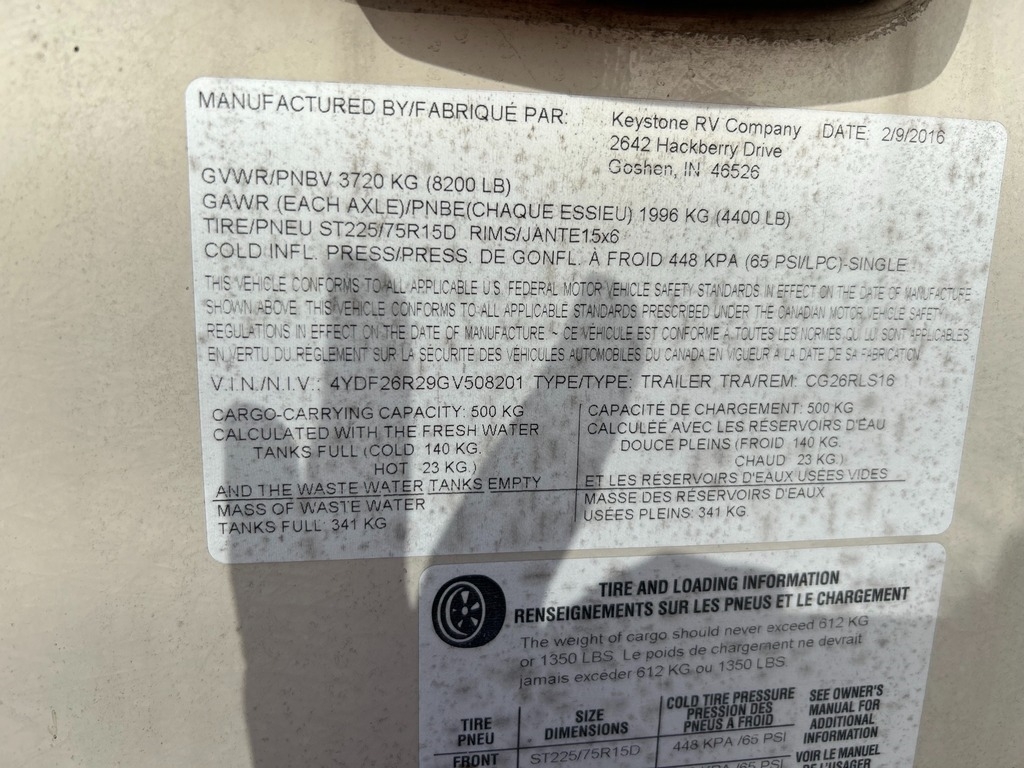 MANUFACTURED BY/FABRIQUÉ PAR: Keystone RV Company DATE: 2/9/2016
2642 Hackberry Drive
Goshen, IN 46526
GVWR/PNBV 3720 KG (8200 LB)
GAWR (EACH AXLE)/PNBE(CHAQUE ESSIEU) 1996 KG (4400 LB)
TIRE/PNEU ST225/75R15D RIMS/JANTE15x6
COLD INFL. PRESS/PRESS. DE GONFL. À FROID 448 KPA (65 PSI/LPC)-SINGLE
THIS VEHICLE CONFORMS TO ALL APPLICABLE U.S. FEDERAL MOTOR VEHICLE SAFETY STANDARDS IN EFFECT ON THE DATE OF MANUFACTURE
SHOWN ABOVE. THIS VEHICLE CONFORMS TO ALL APPLICABLE STANDARDS PRESCRIBED UNDER THE CANADIAN MOTOR VEHICLE SAFETY
REGULATIONS IN EFFECT ON THE DATE OF MANUFACTURE. - CE VÉHICULE EST CONFORME À TOUTES LES NORMES QUI LUI SONT APPLICABLES
EN VERTU DU RÈGLEMENT SUR LA SÉCURITÉ DES VÉHICULES AUTOMOBILES DU CANADA EN VIGUEUR A LA DATE DE SA FABRICATION
V.I.N./N.I.V.: 4YDF26R29GV508201 TYPE/TYPE: TRAILER TRA/REM: CG26RLS16
CARGO-CARRYING CAPACITY: 500 KG
CALCULATED WITH THE FRESH WATER
TANKS FULL (COLD 140 KG.
HOT 23 KG.)
AND THE WASTE WATER TANKS EMPTY
MASS OF WASTE WATER
TANKS FULL: 341 KG
CAPACITÉ DE CHARGEMENT: 500 KG
CALCULÉE AVEC LES RÉSERVOIRS D'EAU
DOUCE PLEINS (FROID 140 KG.
CHAUD 23 KG.)
ET LES RÉSERVOIRS D'EAUX USÉES VIDES
MASSE DES RÉSERVOIRS D'EAUX
USÉES PLEINS: 341 KG
TIRE AND LOADING INFORMATION
RENSEIGNEMENTS SUR LES PNEUS ET LE CHARGEMENT
The weight of cargo should never exceed 612 KG
or 1350 LBS. Le poids de chargement ne devrait
jamais excéder 612 KG ou 1350 LBS.
TIRE
PNEU
SIZE
DIMENSIONS
COLD TIRE PRESSURE
PRESSION DES
PNEUS A FROID
SEE OWNER'S
MANUAL FOR
ADDITIONAL
INFORMATION
FRONT
ST225/75R15D
448 KPA /65 PSI
VOIR LE MANUEL
DE L'USAGER
KPA /65 PSI